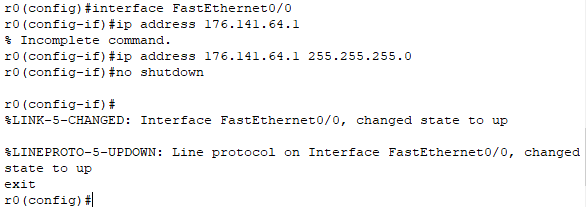 r0(config)#interface FastEthernet0/0
r0(config-if)#ip address 176.141.64.1
% Incomplete command.
r0(config-if)#ip address 176.141.64.1 255.255.255.0
r0(config-if)#no shutdown
r0(config-if)#
%LINK-5-CHANGED: Interface FastEthernet0/0, changed state to up
%LINEPROTO-5-UPDOWN: Line protocol on Interface FastEthernet0/0, changed
state to up
exit
r0(config)#